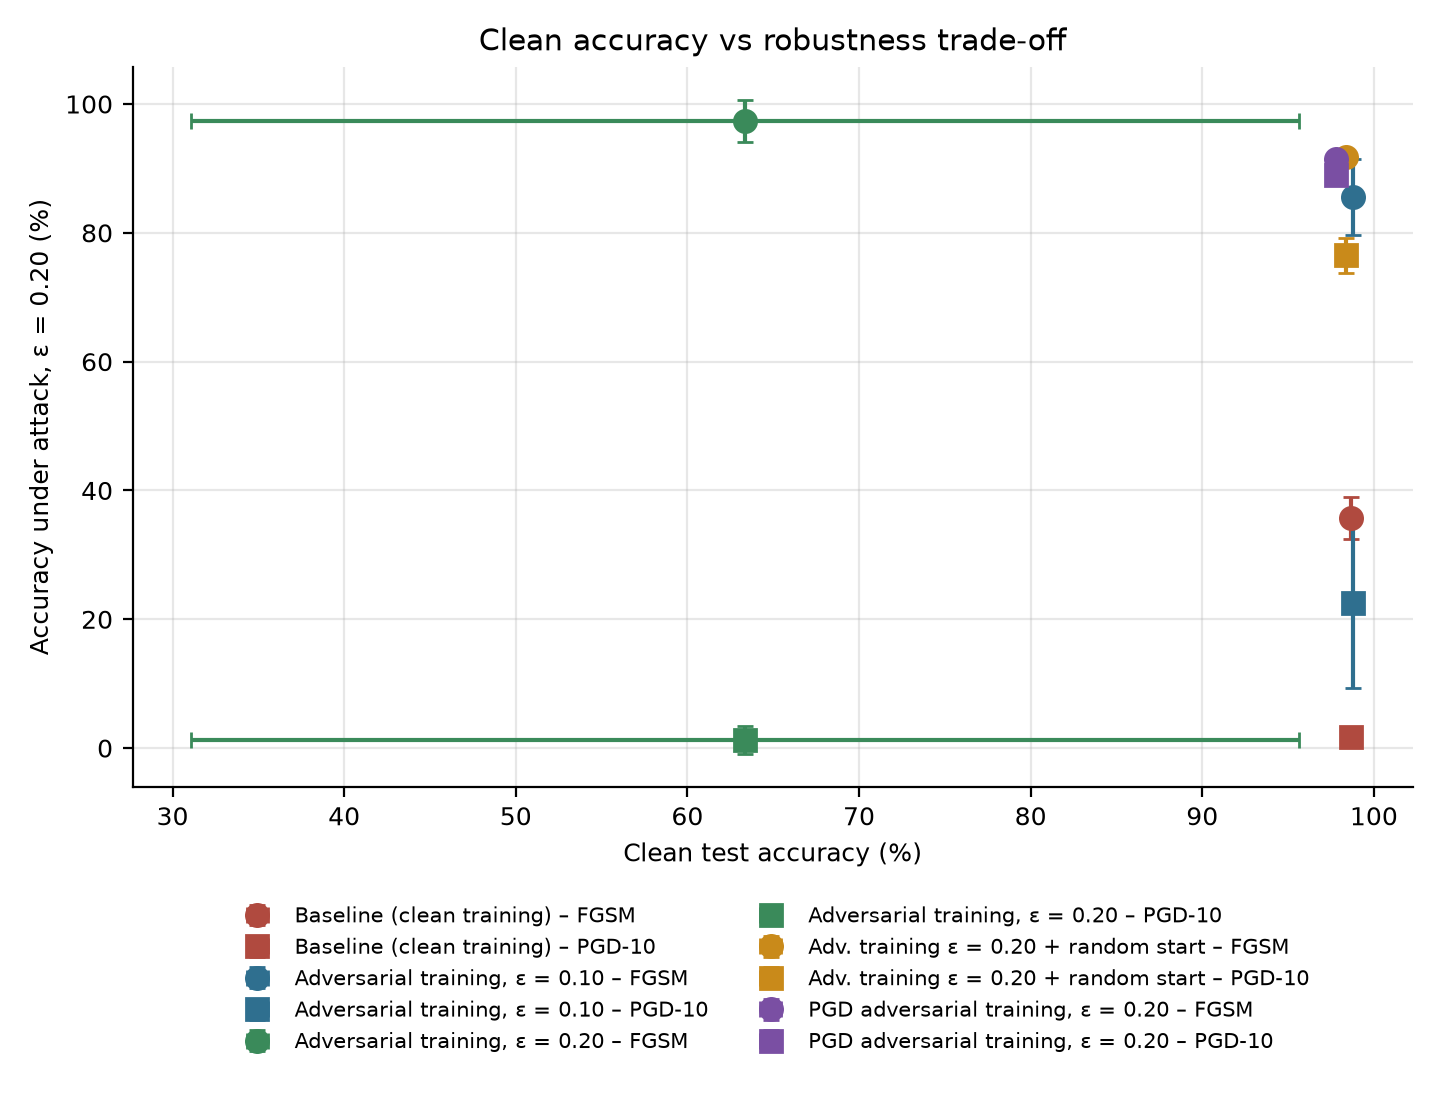 Clean accuracy vs robustness trade-off
Accuracy under attack, ε = 0.20 (%)
100
80
60
40
20
0
30 40 50 60 70 80 90 100
Clean test accuracy (%)
Baseline (clean training) – FGSM
Baseline (clean training) – PGD-10
Adversarial training, ε = 0.10 – FGSM
Adversarial training, ε = 0.10 – PGD-10
Adversarial training, ε = 0.20 – FGSM
Adversarial training, ε = 0.20 – PGD-10
Adv. training ε = 0.20 + random start – FGSM
Adv. training ε = 0.20 + random start – PGD-10
PGD adversarial training, ε = 0.20 – FGSM
PGD adversarial training, ε = 0.20 – PGD-10